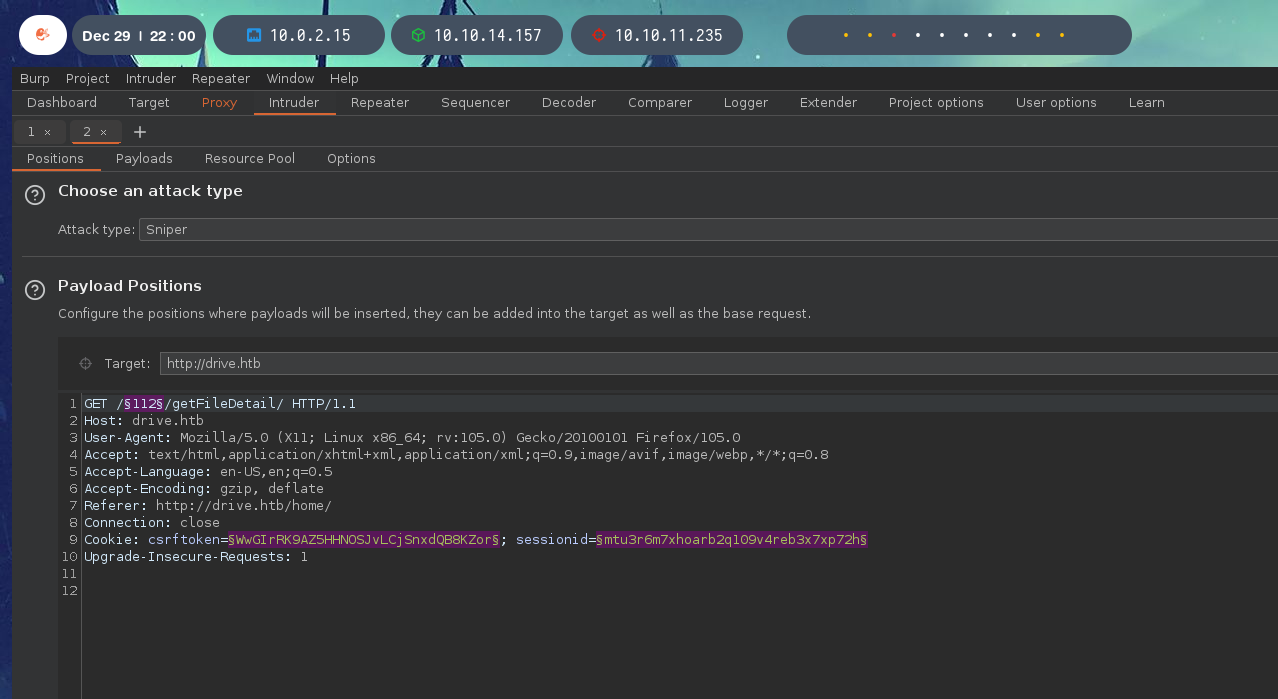 Dec 29 | 22 : 00 10.0.2.15 10.10.14.157 10.10.11.235
Burp Project Intruder Repeater Window Help
Dashboard Target Proxy Intruder Repeater Sequencer Decoder Comparer Logger Extender Project options User options Learn
1 × 2 × +
Positions Payloads Resource Pool Options
? Choose an attack type
Attack type: Sniper
? Payload Positions
Configure the positions where payloads will be inserted, they can be added into the target as well as the base request.
Target: http://drive.htb
1 GET /§112§/getFileDetail/ HTTP/1.1
2 Host: drive.htb
3 User-Agent: Mozilla/5.0 (X11; Linux x86_64; rv:105.0) Gecko/20100101 Firefox/105.0
4 Accept: text/html,application/xhtml+xml,application/xml;q=0.9,image/avif,image/webp,*/*;q=0.8
5 Accept-Language: en-US,en;q=0.5
6 Accept-Encoding: gzip, deflate
7 Referer: http://drive.htb/home/
8 Connection: close
9 Cookie: csrftoken=§WwGIrRK9AZ5HHNOSJvLCjSnxdQB8KZor§; sessionid=§mtu3r6m7xhoarb2q1O9v4reb3x7xp72h§
10 Upgrade-Insecure-Requests: 1
11
12